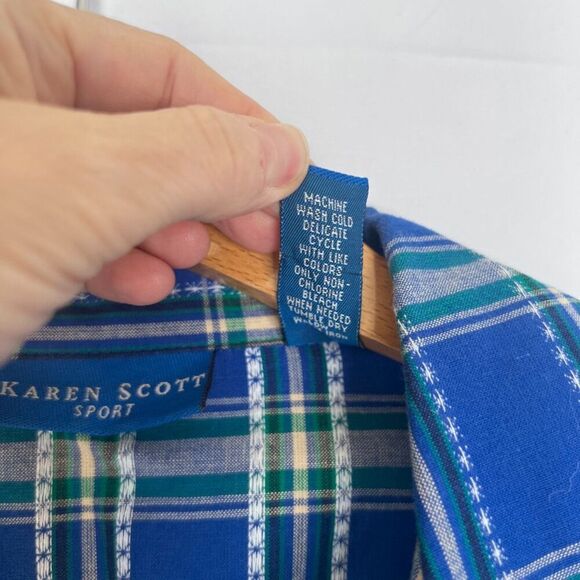 MACHINE
WASH COLD
DELICATE
CYCLE
WITH LIKE
COLORS
ONLY NON-
CHLORINE
BLEACH
WHEN NEEDED
TUMBLE DRY
KAREN SCOTT
SPORT